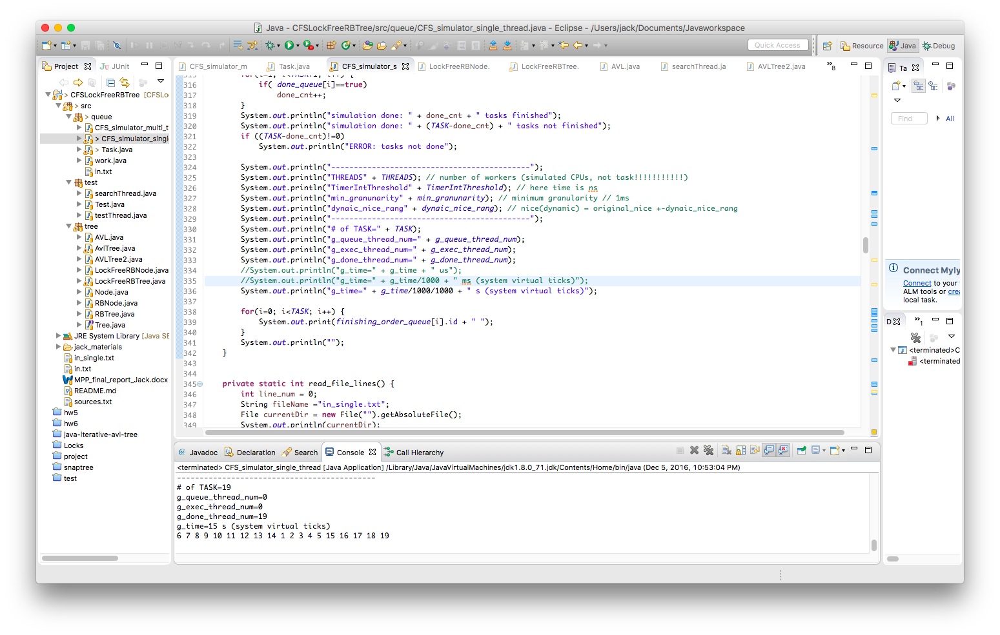 Java - CFSLockFreeRBTree/src/queue/CFS_simulator_single_thread.java - Eclipse - /Users/jack/Documents/Javaworkspace
Quick Access
Resource
Java
Debug
Project
JUnit
> CFSLockFreeRBTree [CFSLo
> src
> queue
CFS_simulator_multi_t
> CFS_simulator_singl
> Task.java
work.java
in.txt
test
searchThread.java
Test.java
testThread.java
tree
AVL.java
AvlTree.java
AVLTree2.java
LockFreeRBNode.java
LockFreeRBTree.java
Node.java
RBNode.java
RBTree.java
Tree.java
JRE System Library [Java SE
jack_materials
in_single.txt
in.txt
MPP_final_report_Jack.docx
README.md
sources.txt
hw5
hw6
java-iterative-avl-tree
Locks
project
snaptree
test
CFS_simulator_m
Task.java
CFS_simulator_s
LockFreeRBNode.
LockFreeRBTree.
AVL.java
searchThread.ja
AVLTree2.java
»8
315 for(i=1; i<TASK+1; i++) {
316 if( done_queue[i]==true)
317 done_cnt++;
318 }
319 System.out.println("simulation done: " + done_cnt + " tasks finished");
320 System.out.println("simulation done: " + (TASK-done_cnt) + " tasks not finished");
321 if ((TASK-done_cnt)!=0)
322 System.out.println("ERROR: tasks not done");
323
324 System.out.println("--------------------------------------------");
325 System.out.println("THREADS" + THREADS); // number of workers (simulated CPUs, not task!!!!!!!!!!!)
326 System.out.println("TimerIntThreshold" + TimerIntThreshold); // here time is ns
327 System.out.println("min_granunarity" + min_granunarity); // minimum granularity // 1ms
328 System.out.println("dynaic_nice_rang" + dynaic_nice_rang); // nice(dynamic) = original_nice +-dynaic_nice_rang
329 System.out.println("--------------------------------------------");
330 System.out.println("# of TASK=" + TASK);
331 System.out.println("g_queue_thread_num=" + g_queue_thread_num);
332 System.out.println("g_exec_thread_num=" + g_exec_thread_num);
333 System.out.println("g_done_thread_num=" + g_done_thread_num);
334 //System.out.println("g_time=" + g_time + " us");
335 //System.out.println("g_time=" + g_time/1000 + " ms (system virtual ticks)");
336 System.out.println("g_time=" + g_time/1000/1000 + " s (system virtual ticks)");
337
338 for(i=0; i<TASK; i++) {
339 System.out.print(finishing_order_queue[i].id + " ");
340 }
341 System.out.println("");
342 }
343
344
345 private static int read_file_lines() {
346 int line_num = 0;
347 String fileName ="in_single.txt";
348 File currentDir = new File("").getAbsoluteFile();
349 System.out.println(currentDir);
Javadoc
Declaration
Search
Console
Call Hierarchy
<terminated> CFS_simulator_single_thread [Java Application] /Library/Java/JavaVirtualMachines/jdk1.8.0_71.jdk/Contents/Home/bin/java (Dec 5, 2016, 10:53:04 PM)
--------------------------------------------
# of TASK=19
g_queue_thread_num=0
g_exec_thread_num=0
g_done_thread_num=19
g_time=15 s (system virtual ticks)
6 7 8 9 10 11 12 13 14 1 2 3 4 5 15 16 17 18 19
Ta
Find
All
Connect Myly
Connect to your
ALM tools or crea
local task.
D
»1
<terminated>C
<terminated